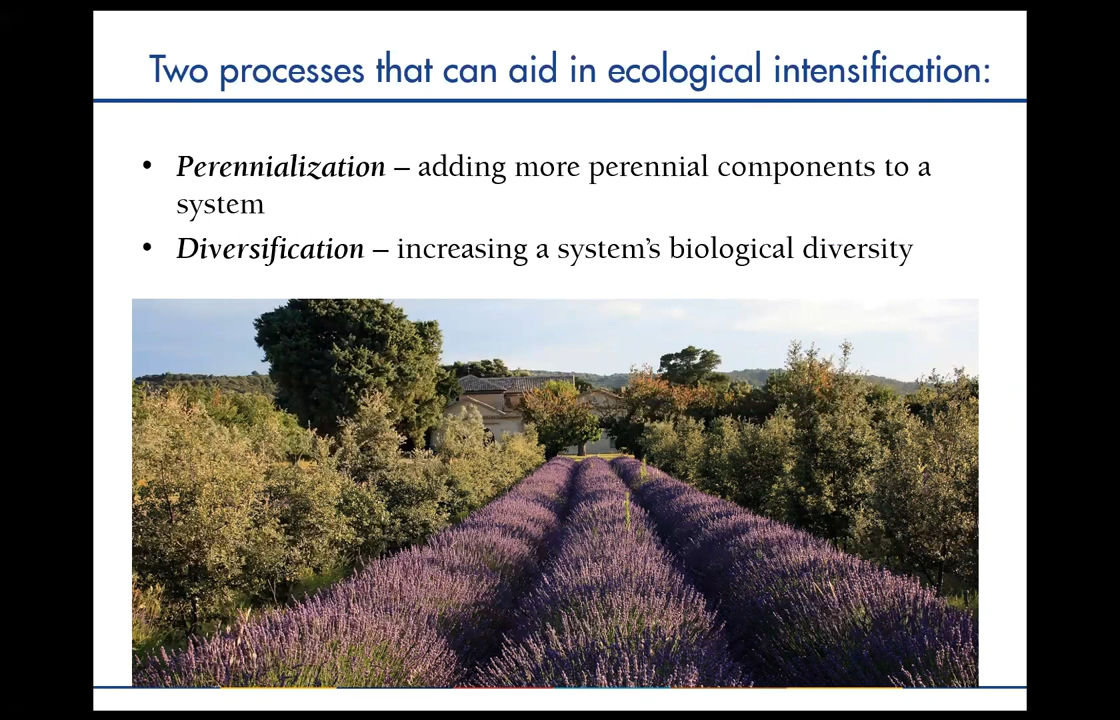 Two processes that can aid in ecological intensification:
• Perennialization – adding more perennial components to a
system
• Diversification – increasing a system’s biological diversity